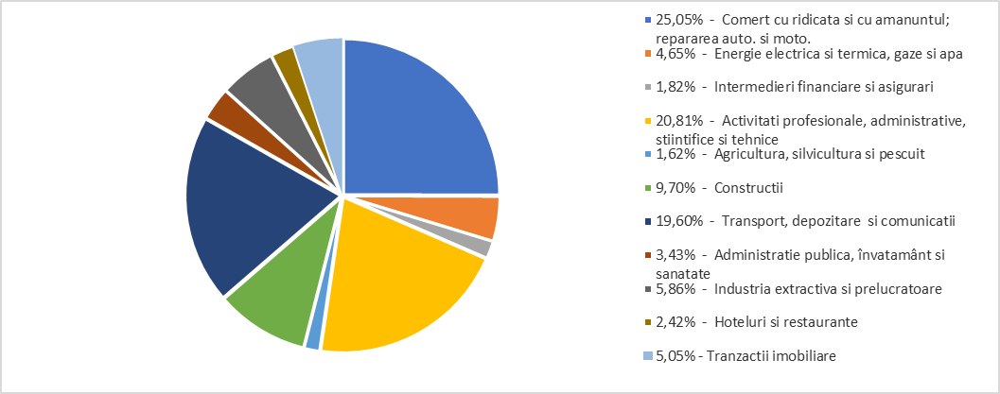 25,05% - Comert cu ridicata si cu amanuntul;
repararea auto. si moto.
4,65% - Energie electrica si termica, gaze si apa
1,82% - Intermedieri financiare si asigurari
20,81% - Activitati profesionale, administrative,
stiintifice si tehnice
1,62% - Agricultura, silvicultura si pescuit
9,70% - Constructii
19,60% - Transport, depozitare si comunicatii
3,43% - Administratie publica, învatamânt si
sanatate
5,86% - Industria extractiva si prelucratoare
2,42% - Hoteluri si restaurante
5,05% - Tranzactii imobiliare